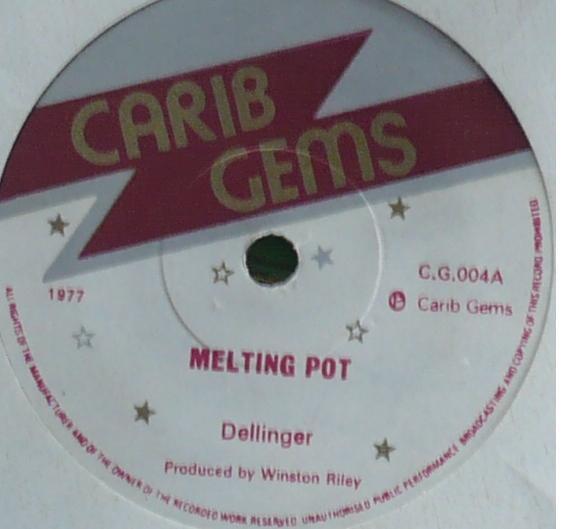 CARIB
GEMS
1977
C.G.004A
Ⓟ Carib Gems
MELTING POT
Dellinger
Produced by Winston Riley
ALL RIGHTS OF THE MANUFACTURER AND OF THE OWNER OF THE RECORDED WORK RESERVED UNAUTHORISED PUBLIC PERFORMANCE BROADCASTING AND COPYING OF THIS RECORD PROHIBITED